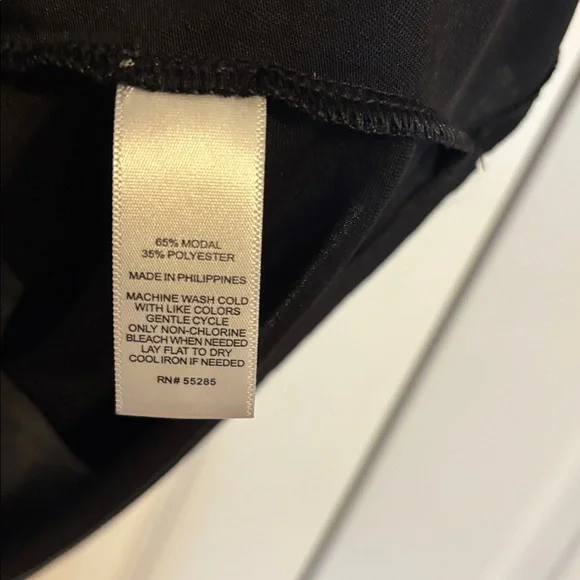 65% MODAL
35% POLYESTER
MADE IN PHILIPPINES
MACHINE WASH COLD
WITH LIKE COLORS
GENTLE CYCLE
ONLY NON-CHLORINE
BLEACH WHEN NEEDED
LAY FLAT TO DRY
COOL IRON IF NEEDED
RN# 55285